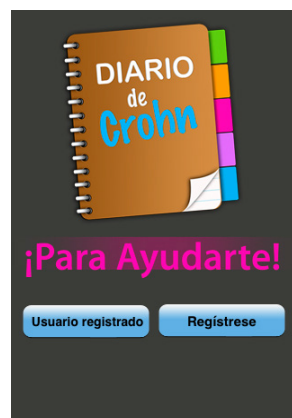 DIARIO
de
Crohn
¡Para Ayudarte!
Usuario registrado
Regístrese